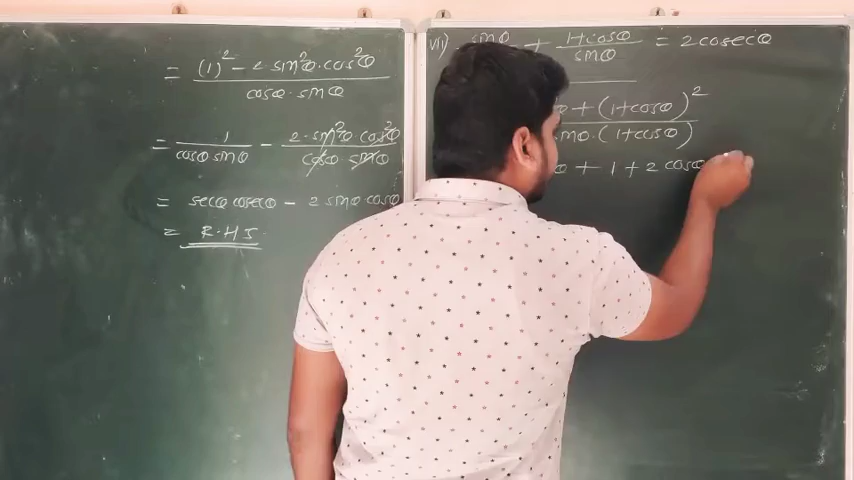 = (1)² - 2 sin²θ·cos²θ / cosθ·sinθ
= 1 / cosθ sinθ - 2·sin²θ cos²θ / cosθ·sinθ
= secθ cosecθ - 2 sinθ·cosθ
= R·H·S
vii) sinθ + 1+cosθ / sinθ = 2cosecθ
θ + (1+cosθ)² / sinθ·(1+cosθ)
θ + 1 + 2 cosθ